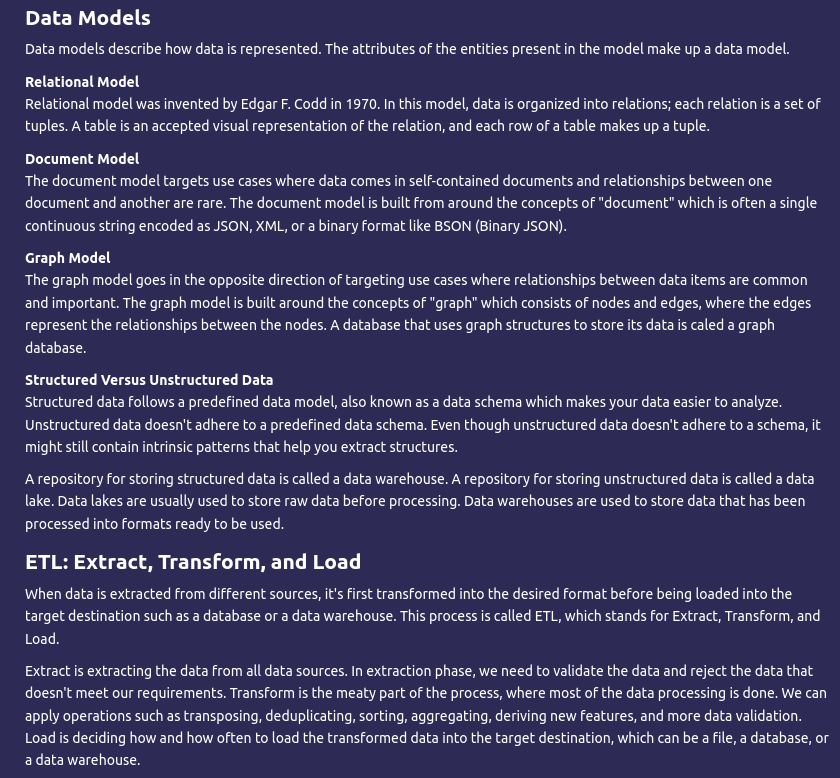 Data Models
Data models describe how data is represented. The attributes of the entities present in the model make up a data model.
Relational Model
Relational model was invented by Edgar F. Codd in 1970. In this model, data is organized into relations; each relation is a set of
tuples. A table is an accepted visual representation of the relation, and each row of a table makes up a tuple.
Document Model
The document model targets use cases where data comes in self-contained documents and relationships between one
document and another are rare. The document model is built from around the concepts of "document" which is often a single
continuous string encoded as JSON, XML, or a binary format like BSON (Binary JSON).
Graph Model
The graph model goes in the opposite direction of targeting use cases where relationships between data items are common
and important. The graph model is built around the concepts of "graph" which consists of nodes and edges, where the edges
represent the relationships between the nodes. A database that uses graph structures to store its data is caled a graph
database.
Structured Versus Unstructured Data
Structured data follows a predefined data model, also known as a data schema which makes your data easier to analyze.
Unstructured data doesn't adhere to a predefined data schema. Even though unstructured data doesn't adhere to a schema, it
might still contain intrinsic patterns that help you extract structures.
A repository for storing structured data is called a data warehouse. A repository for storing unstructured data is called a data
lake. Data lakes are usually used to store raw data before processing. Data warehouses are used to store data that has been
processed into formats ready to be used.
ETL: Extract, Transform, and Load
When data is extracted from different sources, it's first transformed into the desired format before being loaded into the
target destination such as a database or a data warehouse. This process is called ETL, which stands for Extract, Transform, and
Load.
Extract is extracting the data from all data sources. In extraction phase, we need to validate the data and reject the data that
doesn't meet our requirements. Transform is the meaty part of the process, where most of the data processing is done. We can
apply operations such as transposing, deduplicating, sorting, aggregating, deriving new features, and more data validation.
Load is deciding how and how often to load the transformed data into the target destination, which can be a file, a database, or
a data warehouse.